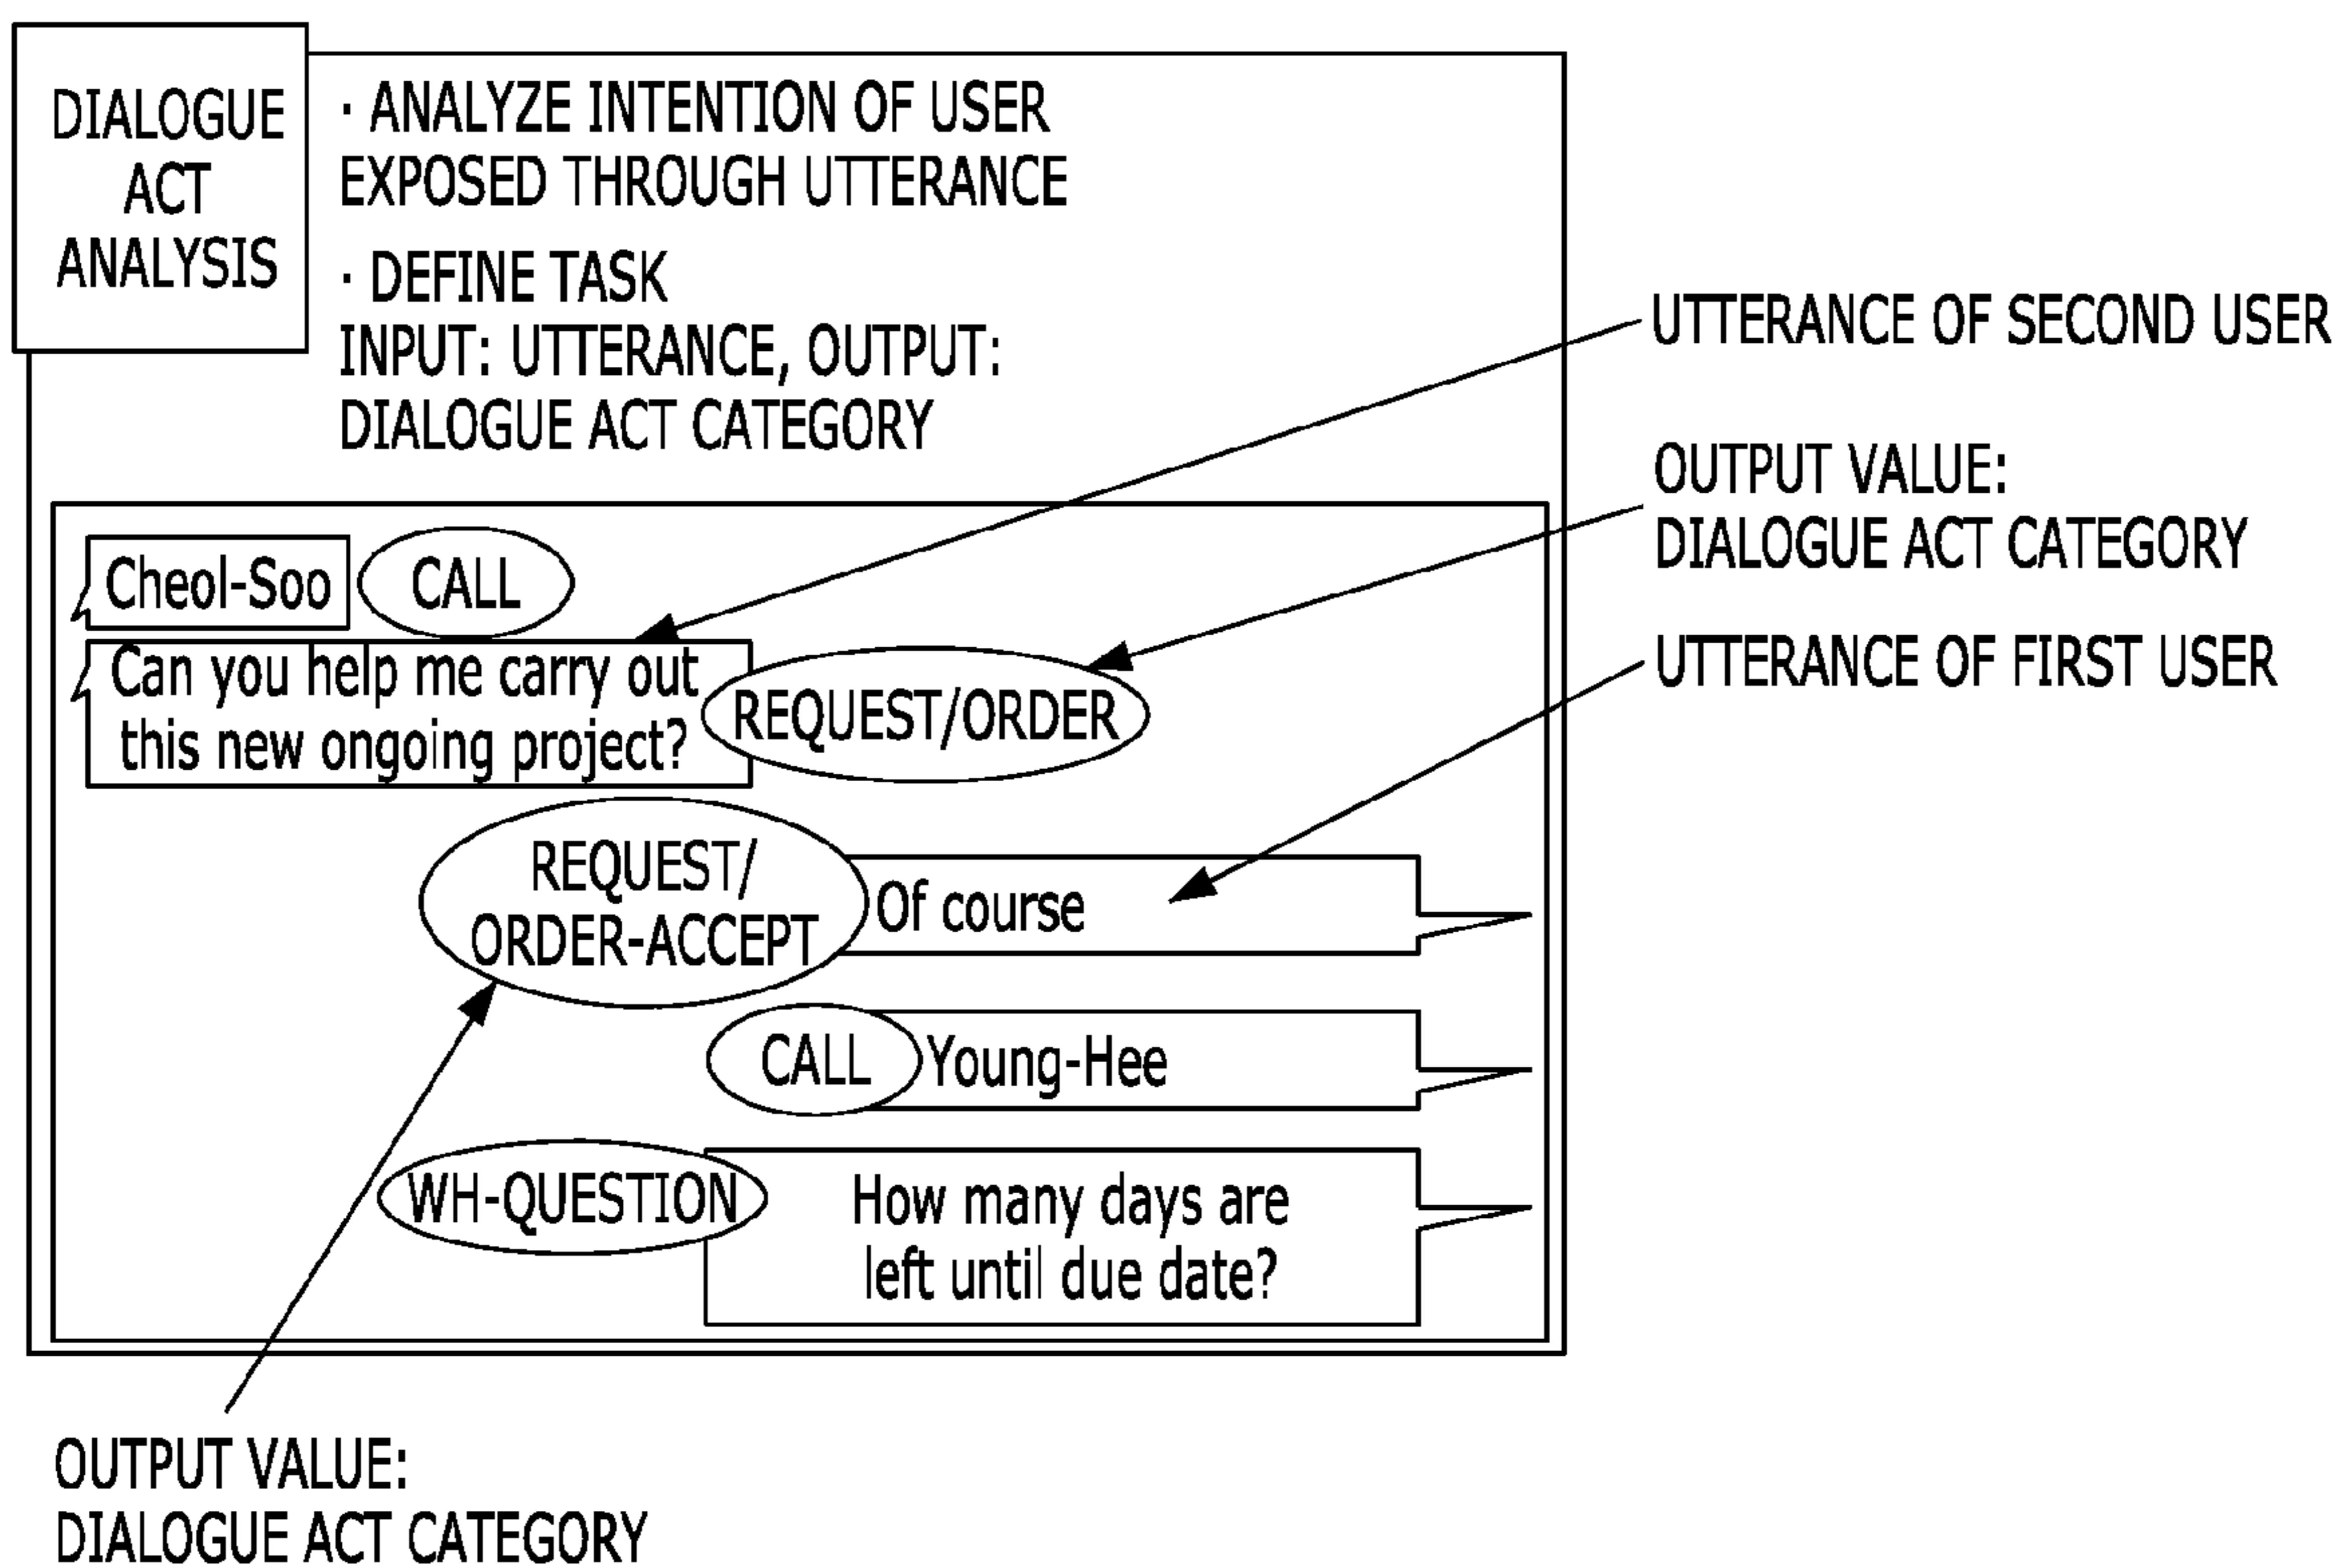 DIALOGUE
ACT
ANALYSIS
· ANALYZE INTENTION OF USER
EXPOSED THROUGH UTTERANCE
· DEFINE TASK
INPUT: UTTERANCE, OUTPUT:
DIALOGUE ACT CATEGORY
UTTERANCE OF SECOND USER
OUTPUT VALUE:
DIALOGUE ACT CATEGORY
UTTERANCE OF FIRST USER
Cheol-Soo
CALL
Can you help me carry out
this new ongoing project?
REQUEST/ORDER
REQUEST/
ORDER-ACCEPT
Of course
CALL
Young-Hee
WH-QUESTION
How many days are
left until due date?
OUTPUT VALUE:
DIALOGUE ACT CATEGORY